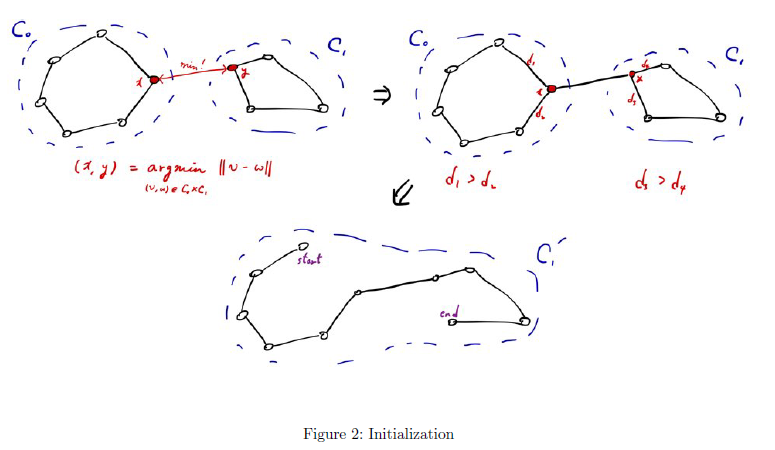 C₀
C₁
min!
x
y
(x, y) = argmin ‖v - w‖
(v,w) ∈ C₀×C₁
⇒
C₀
C₁
d₁
x
d₂
d₄
x
d₃
d₁ > d₂
d₃ > d₄
C₁′
start
end
Figure 2: Initialization